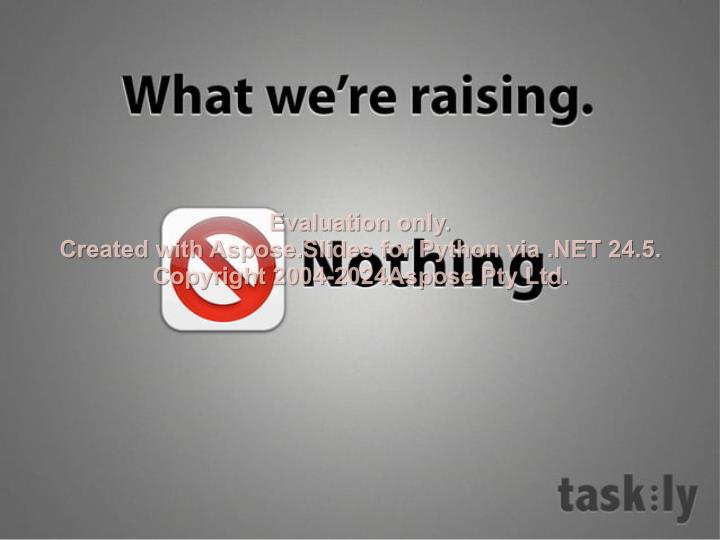 What we're raising.
Evaluation only.
Created with Aspose.Slides for Python via .NET 24.5.
Copyright 2004-2024Aspose Pty Ltd.
Nothing.
task:ly